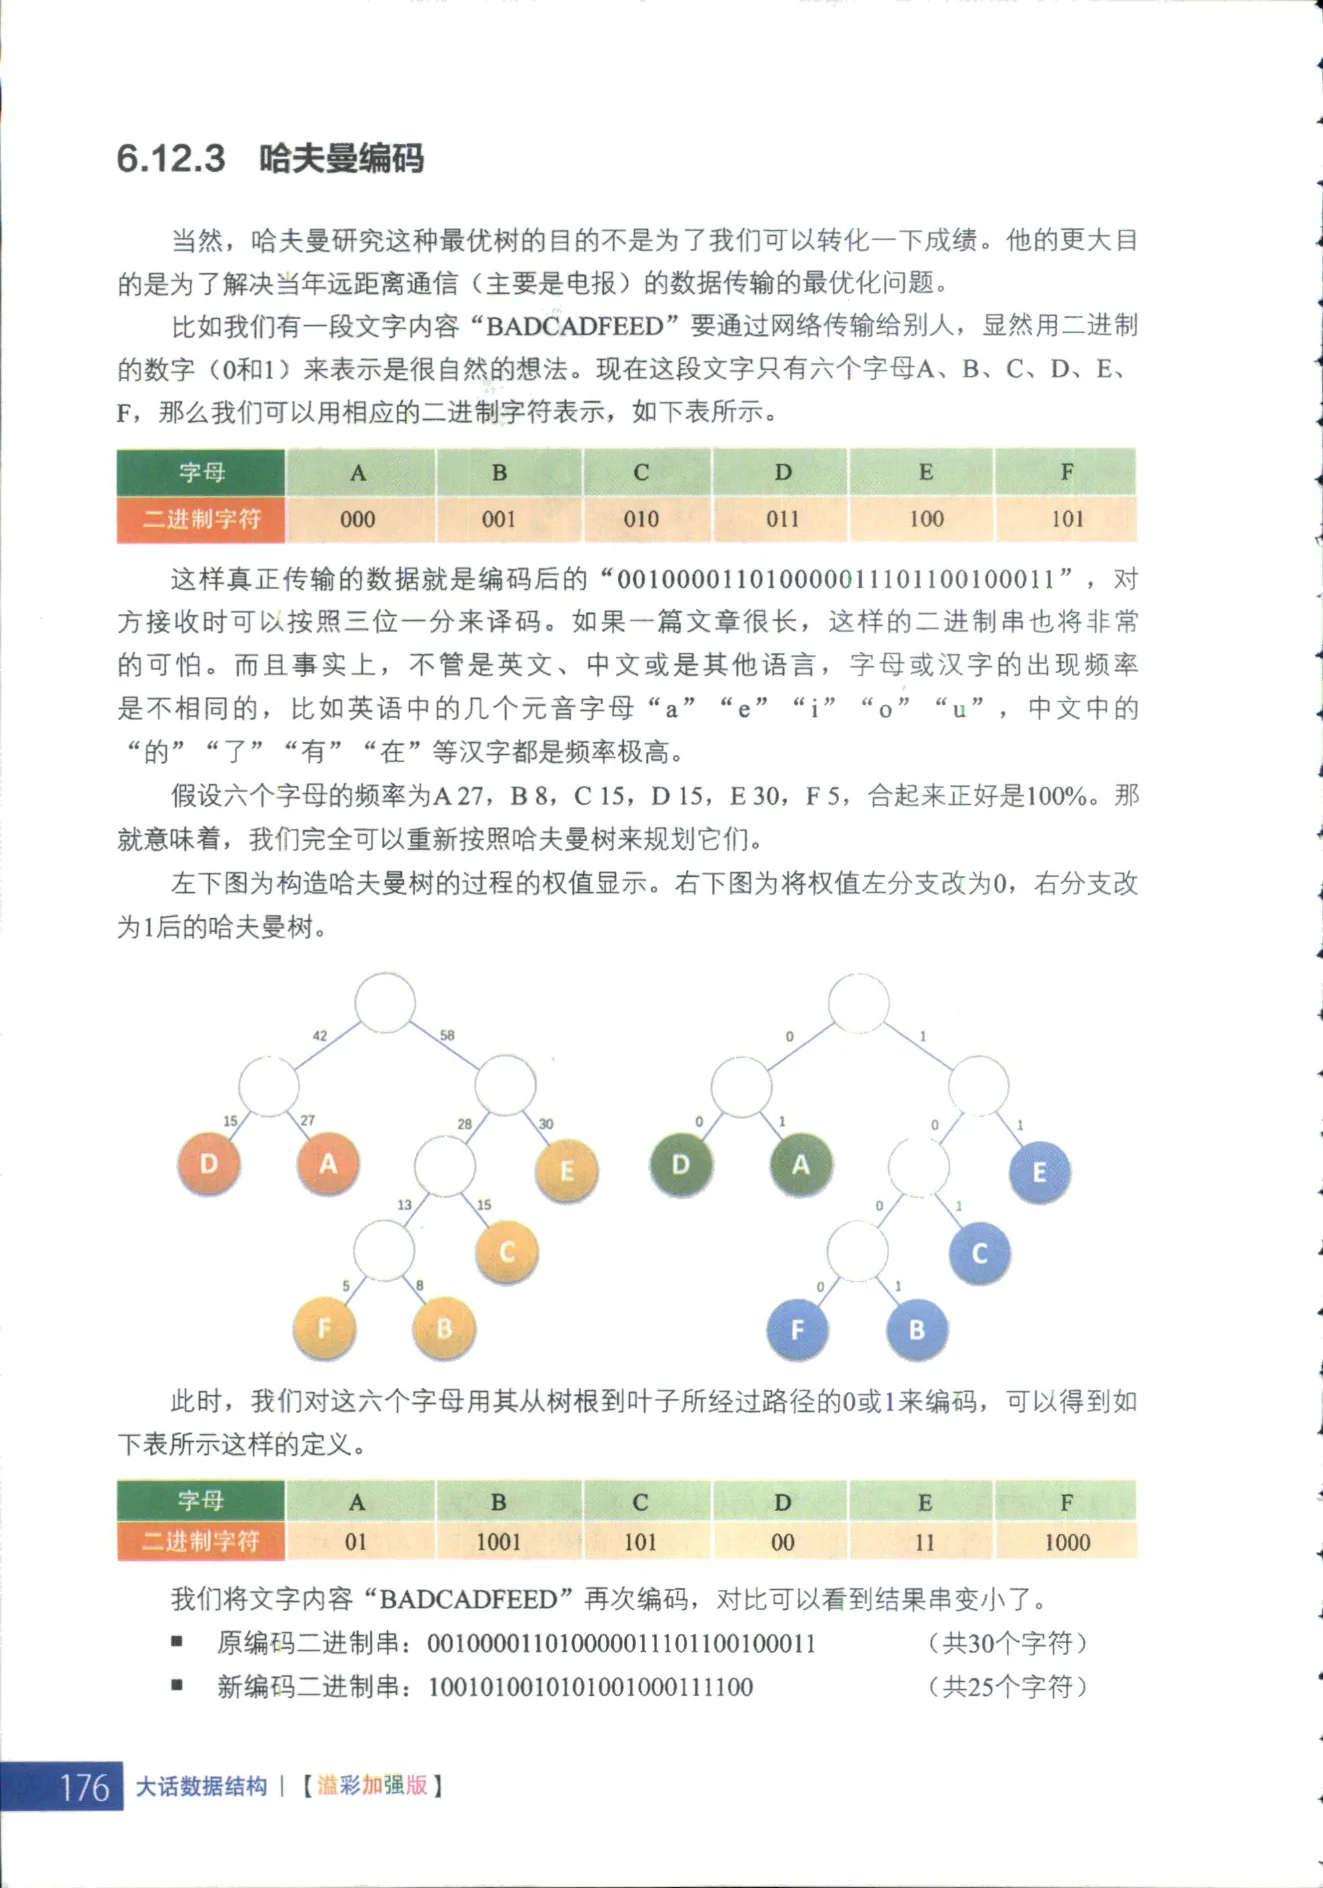 6.12.3 哈夫曼编码
当然，哈夫曼研究这种最优树的目的不是为了我们可以转化一下成绩。他的更大目
的是为了解决当年远距离通信（主要是电报）的数据传输的最优化问题。
比如我们有一段文字内容“BADCADFEED”要通过网络传输给别人，显然用二进制
的数字（0和1）来表示是很自然的想法。现在这段文字只有六个字母A、B、C、D、E、
F，那么我们可以用相应的二进制字符表示，如下表所示。
字母 A B C D E F
二进制字符 000 001 010 011 100 101
这样真正传输的数据就是编码后的“001000011010000011101100100011”，对
方接收时可以按照三位一分来译码。如果一篇文章很长，这样的二进制串也将非常
的可怕。而且事实上，不管是英文、中文或是其他语言，字母或汉字的出现频率
是不相同的，比如英语中的几个元音字母“a”“e”“i”“o”“u”，中文中的
“的”“了”“有”“在”等汉字都是频率极高。
假设六个字母的频率为A 27，B 8，C 15，D 15，E 30，F 5，合起来正好是100%。那
就意味着，我们完全可以重新按照哈夫曼树来规划它们。
左下图为构造哈夫曼树的过程的权值显示。右下图为将权值左分支改为0，右分支改
为1后的哈夫曼树。
42 58 0 1
15 27 28 30 0 1 0 1
D A E D A E
13 15 0 1
C C
5 8 0 1
F B F B
此时，我们对这六个字母用其从树根到叶子所经过路径的0或1来编码，可以得到如
下表所示这样的定义。
字母 A B C D E F
二进制字符 01 1001 101 00 11 1000
我们将文字内容“BADCADFEED”再次编码，对比可以看到结果串变小了。
■ 原编码二进制串：001000011010000011101100100011 （共30个字符）
■ 新编码二进制串：1001010010101001000111100 （共25个字符）
176 大话数据结构 | 【溢彩加强版】